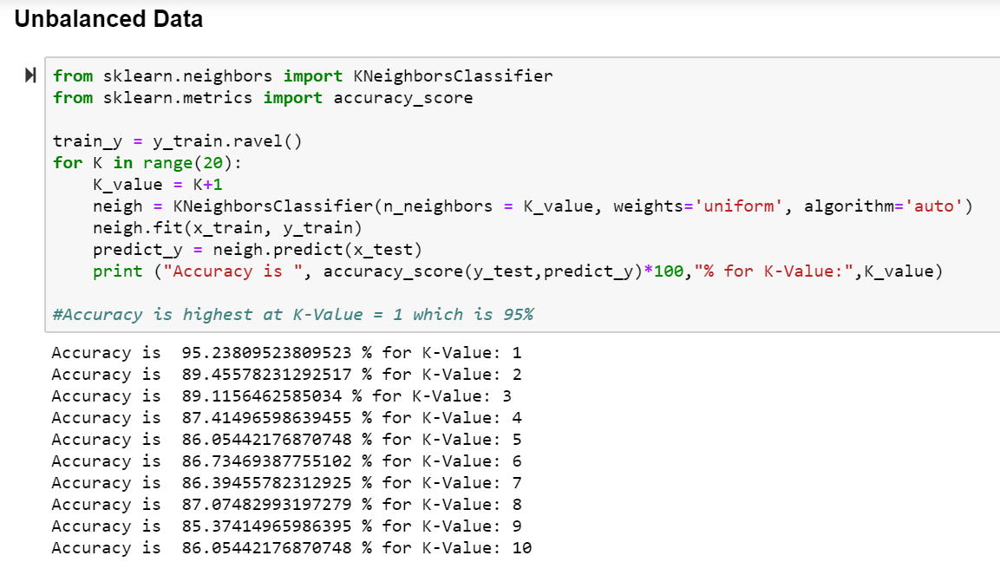 Unbalanced Data
from sklearn.neighbors import KNeighborsClassifier
from sklearn.metrics import accuracy_score
train_y = y_train.ravel()
for K in range(20):
    K_value = K+1
    neigh = KNeighborsClassifier(n_neighbors = K_value, weights='uniform', algorithm='auto')
    neigh.fit(x_train, y_train)
    predict_y = neigh.predict(x_test)
    print ("Accuracy is ", accuracy_score(y_test,predict_y)*100,"% for K-Value:",K_value)
#Accuracy is highest at K-Value = 1 which is 95%
Accuracy is  95.23809523809523 % for K-Value: 1
Accuracy is  89.45578231292517 % for K-Value: 2
Accuracy is  89.1156462585034 % for K-Value: 3
Accuracy is  87.41496598639455 % for K-Value: 4
Accuracy is  86.05442176870748 % for K-Value: 5
Accuracy is  86.73469387755102 % for K-Value: 6
Accuracy is  86.39455782312925 % for K-Value: 7
Accuracy is  87.07482993197279 % for K-Value: 8
Accuracy is  85.37414965986395 % for K-Value: 9
Accuracy is  86.05442176870748 % for K-Value: 10